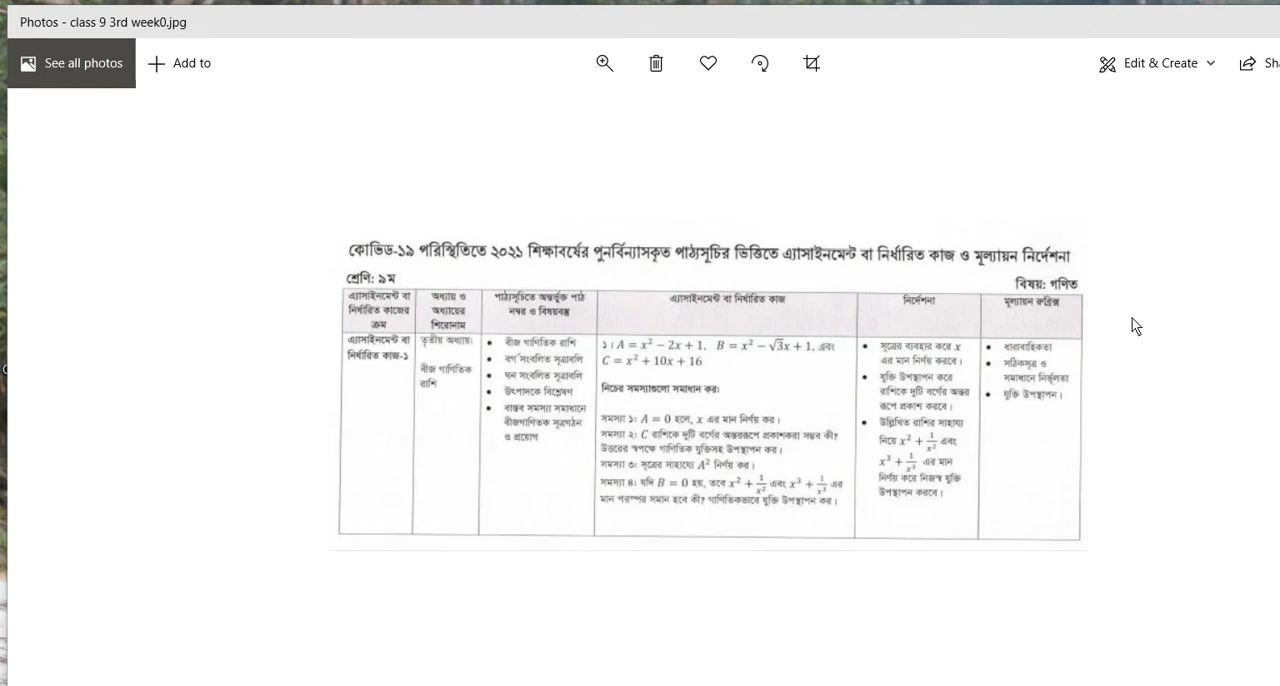 Photos - class 9 3rd week0.jpg
See all photos
Add to
Edit & Create
Sha
কোভিড-১৯ পরিস্থিতিতে ২০২১ শিক্ষাবর্ষের পুনর্বিন্যাসকৃত পাঠ্যসূচির ভিত্তিতে এ্যাসাইনমেন্ট বা নির্ধারিত কাজ ও মূল্যায়ন নির্দেশনা
শ্রেণি: ৯ম
বিষয়: গণিত
এ্যাসাইনমেন্ট বা
নির্ধারিত কাজের
ক্রম
অধ্যায় ও
অধ্যায়ের
শিরোনাম
পাঠ্যসূচিতে অন্তর্ভুক্ত পাঠ
নম্বর ও বিষয়বস্তু
এ্যাসাইনমেন্ট বা নির্ধারিত কাজ
নির্দেশনা
মূল্যায়ন রুব্রিক্স
এ্যাসাইনমেন্ট বা
নির্ধারিত কাজ-১
তৃতীয় অধ্যায়:
বীজ গাণিতিক
রাশি
• বীজ গাণিতিক রাশি
• বর্গ সংবলিত সূত্রাবলি
• ঘন সংবলিত সূত্রাবলি
• উৎপাদকে বিশ্লেষণ
• বাস্তব সমস্যা সমাধানে
বীজগাণিতিক সূত্রগঠন
ও প্রয়োগ
১। A = x² − 2x + 1, B = x² − √3x + 1, এবং
C = x² + 10x + 16
নিচের সমস্যাগুলো সমাধান কর:
সমস্যা ১: A = 0 হলে, x এর মান নির্ণয় কর।
সমস্যা ২: C রাশিকে দুটি বর্গের অন্তররূপে প্রকাশকরা সম্ভব কী?
উত্তরের স্বপক্ষে গাণিতিক যুক্তিসহ উপস্থাপন কর।
সমস্যা ৩: সূত্রের সাহায্যে A² নির্ণয় কর।
সমস্যা ৪: যদি B = 0 হয়, তবে x² + 1/x² এবং x³ + 1/x³ এর
মান পরস্পর সমান হবে কী? গাণিতিকভাবে যুক্তি উপস্থাপন কর।
• সূত্রের ব্যবহার করে x
এর মান নির্ণয় করবে।
• যুক্তি উপস্থাপন করে
রাশিকে দুটি বর্গের অন্তর
রূপে প্রকাশ করবে।
• উল্লিখিত রাশির সাহায্য
নিয়ে x² + 1/x² এবং
x³ + 1/x³ এর মান
নির্ণয় করে নিজস্ব যুক্তি
উপস্থাপন করবে।
• ধারাবাহিকতা
• সঠিকসূত্র ও
সমাধানে নির্ভুলতা
• যুক্তি উপস্থাপন।